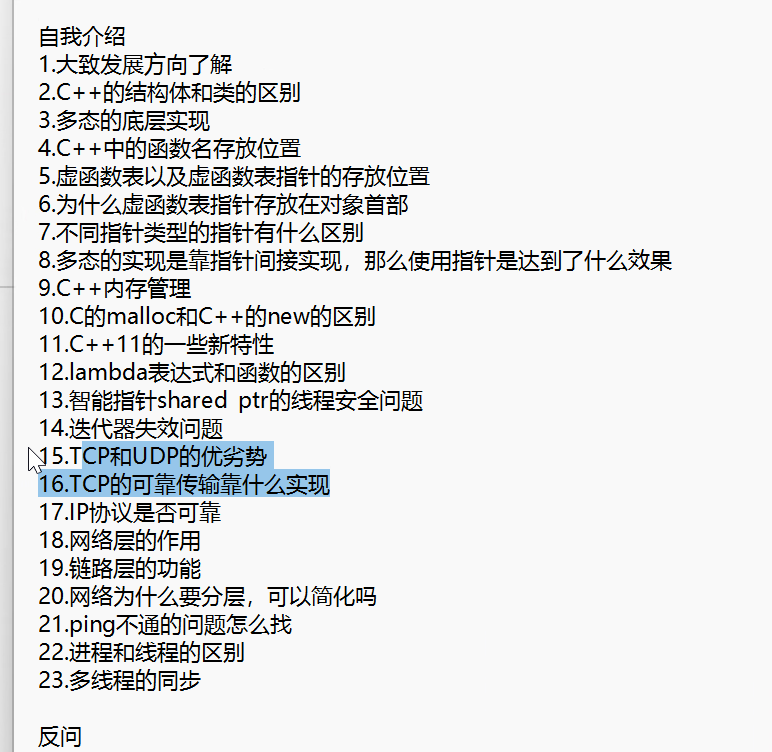 自我介绍
1.大致发展方向了解
2.C++的结构体和类的区别
3.多态的底层实现
4.C++中的函数名存放位置
5.虚函数表以及虚函数表指针的存放位置
6.为什么虚函数表指针存放在对象首部
7.不同指针类型的指针有什么区别
8.多态的实现是靠指针间接实现，那么使用指针是达到了什么效果
9.C++内存管理
10.C的malloc和C++的new的区别
11.C++11的一些新特性
12.lambda表达式和函数的区别
13.智能指针shared ptr的线程安全问题
14.迭代器失效问题
15.TCP和UDP的优劣势
16.TCP的可靠传输靠什么实现
17.IP协议是否可靠
18.网络层的作用
19.链路层的功能
20.网络为什么要分层，可以简化吗
21.ping不通的问题怎么找
22.进程和线程的区别
23.多线程的同步
反问